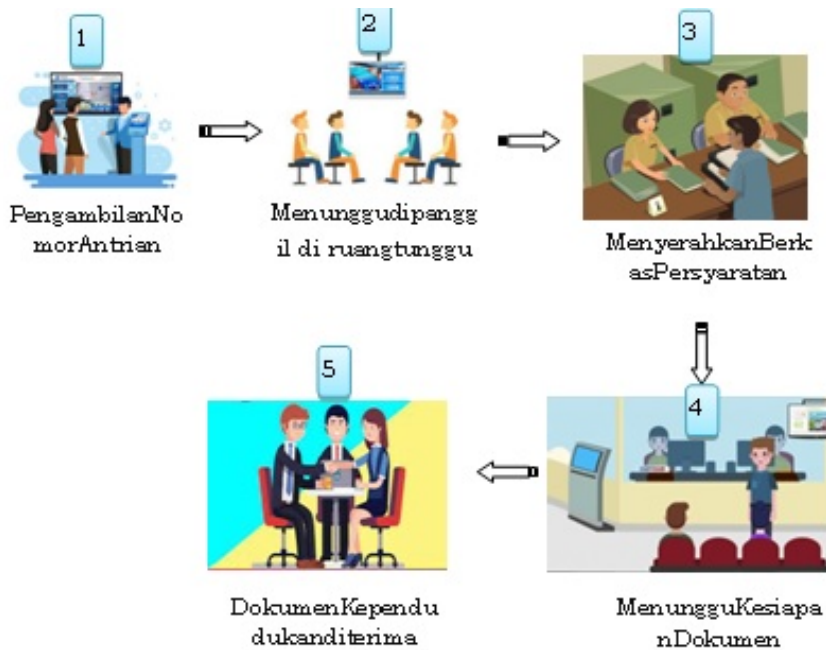 1
PengambilanNo
morAntrian
2
Menunggudipangg
il di ruangtunggu
3
MenyerahkanBerk
asPersyaratan
4
MenungguKesiapa
nDokumen
5
DokumenKependu
dukanditerima